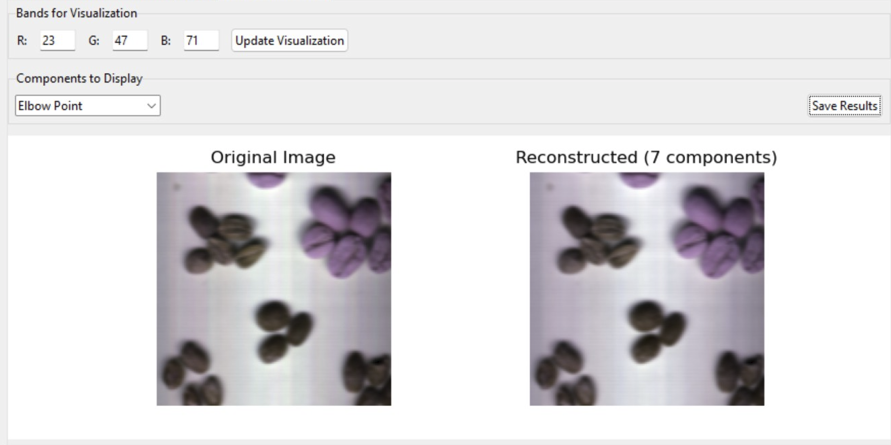 Bands for Visualization
R: 23 G: 47 B: 71 Update Visualization
Components to Display
Elbow Point Save Results
Original Image Reconstructed (7 components)